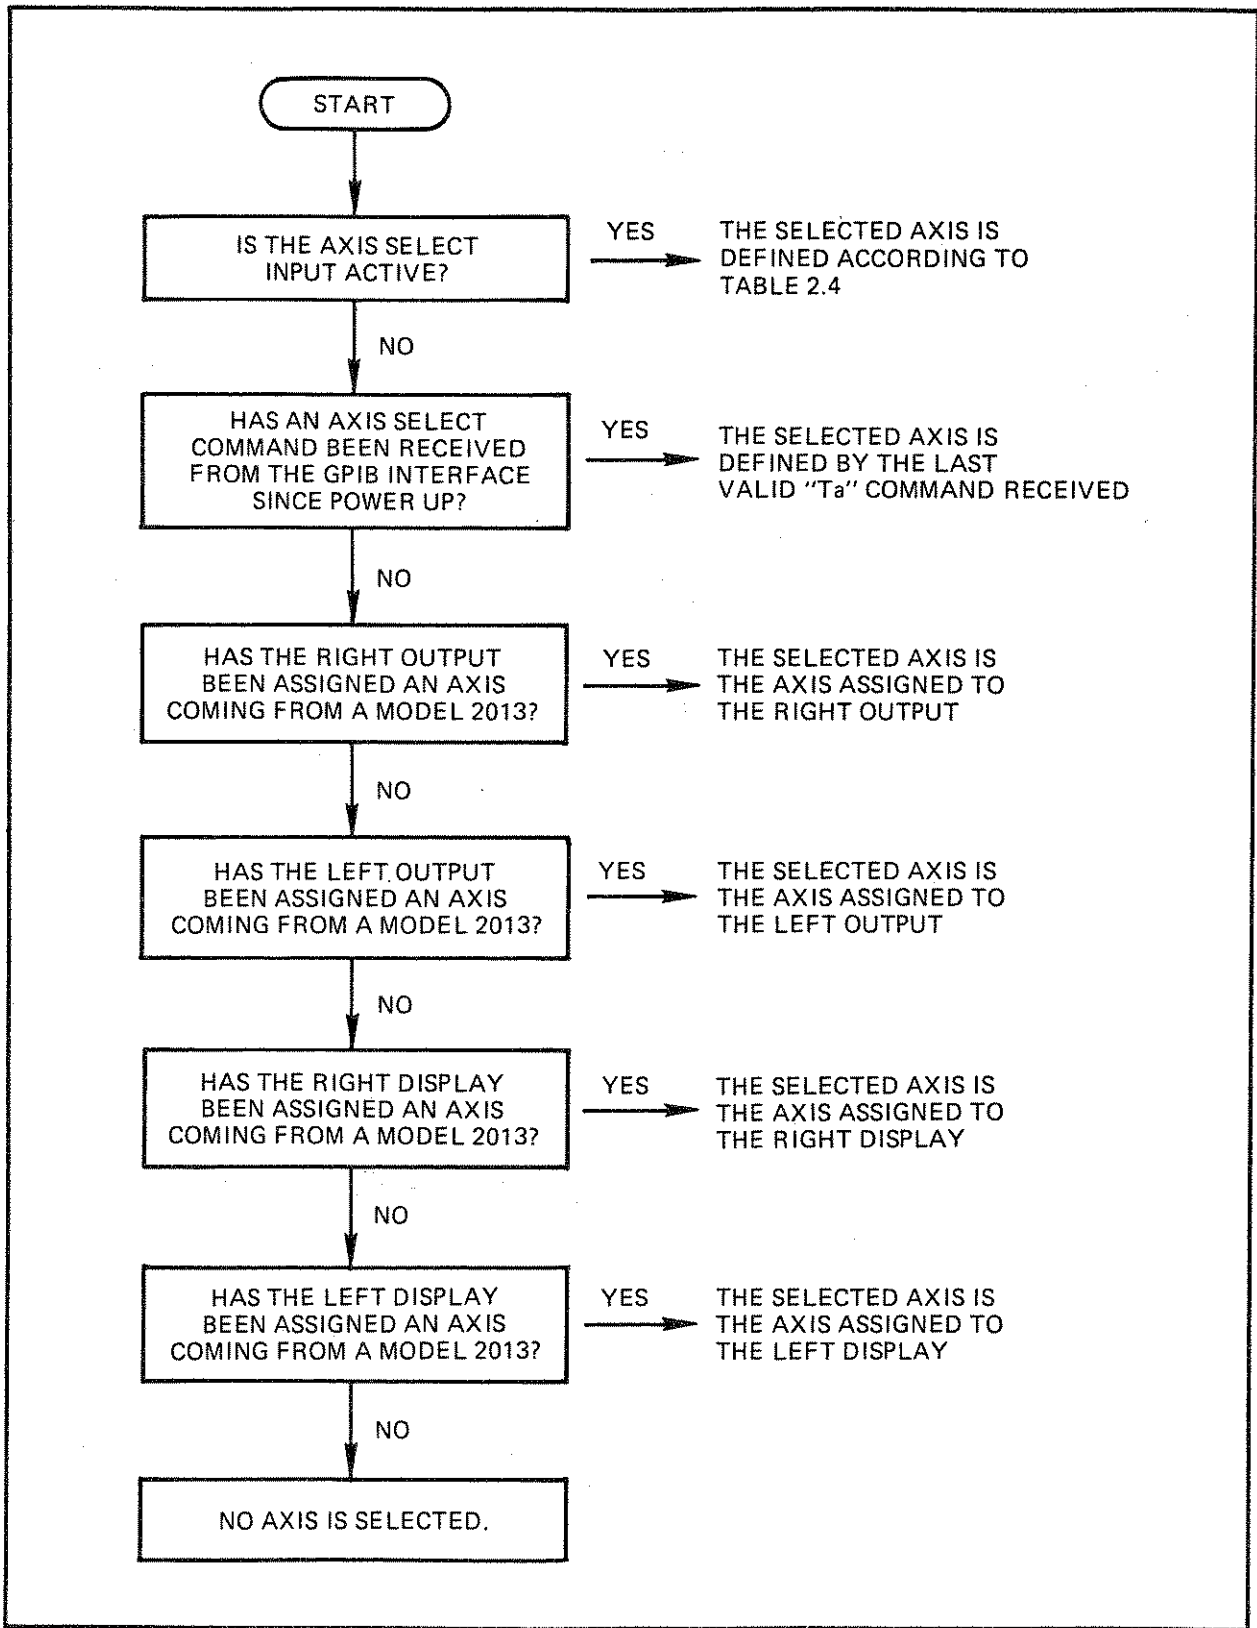 START
IS THE AXIS SELECT
INPUT ACTIVE?
YES
THE SELECTED AXIS IS
DEFINED ACCORDING TO
TABLE 2.4
NO
HAS AN AXIS SELECT
COMMAND BEEN RECEIVED
FROM THE GPIB INTERFACE
SINCE POWER UP?
YES
THE SELECTED AXIS IS
DEFINED BY THE LAST
VALID "Ta" COMMAND RECEIVED
NO
HAS THE RIGHT OUTPUT
BEEN ASSIGNED AN AXIS
COMING FROM A MODEL 2013?
YES
THE SELECTED AXIS IS
THE AXIS ASSIGNED TO
THE RIGHT OUTPUT
NO
HAS THE LEFT OUTPUT
BEEN ASSIGNED AN AXIS
COMING FROM A MODEL 2013?
YES
THE SELECTED AXIS IS
THE AXIS ASSIGNED TO
THE LEFT OUTPUT
NO
HAS THE RIGHT DISPLAY
BEEN ASSIGNED AN AXIS
COMING FROM A MODEL 2013?
YES
THE SELECTED AXIS IS
THE AXIS ASSIGNED TO
THE RIGHT DISPLAY
NO
HAS THE LEFT DISPLAY
BEEN ASSIGNED AN AXIS
COMING FROM A MODEL 2013?
YES
THE SELECTED AXIS IS
THE AXIS ASSIGNED TO
THE LEFT DISPLAY
NO
NO AXIS IS SELECTED.